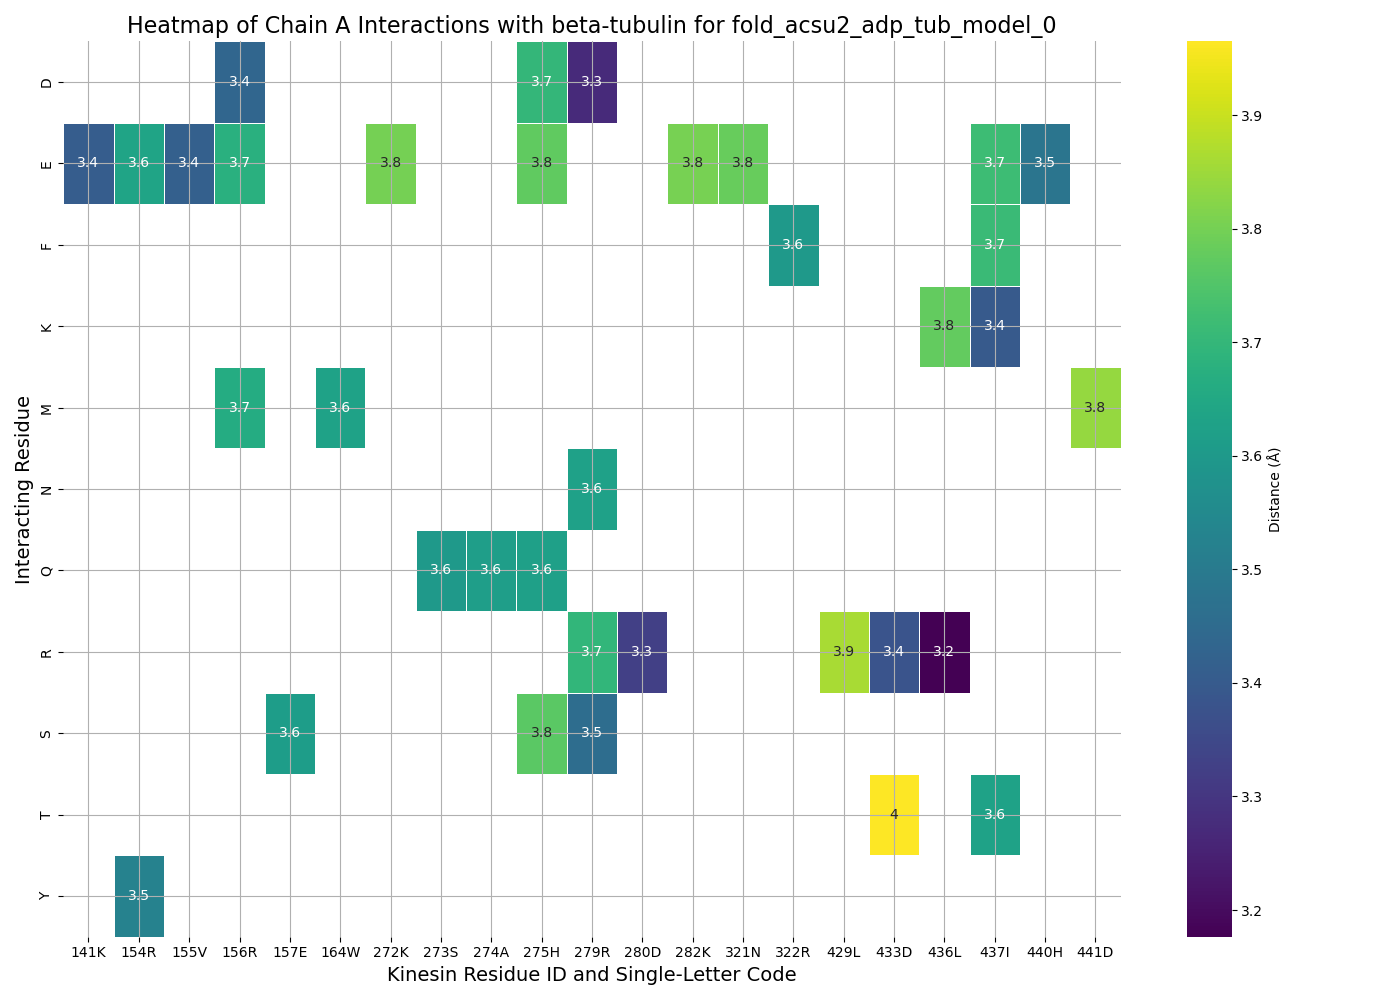 Heatmap of Chain A Interactions with beta-tubulin for fold_acsu2_adp_tub_model_0
D 3.4 3.7 3.3
E 3.4 3.6 3.4 3.7 3.8 3.8 3.8 3.8 3.7 3.5
F 3.6 3.7
K 3.8 3.4
M 3.7 3.6 3.8
N 3.6
Q 3.6 3.6 3.6
R 3.7 3.3 3.9 3.4 3.2
S 3.6 3.8 3.5
T 4 3.6
Y 3.5
141K 154R 155V 156R 157E 164W 272K 273S 274A 275H 279R 280D 282K 321N 322R 429L 433D 436L 437I 440H 441D
Kinesin Residue ID and Single-Letter Code
Interacting Residue
3.9
3.8
3.7
3.6
3.5
3.4
3.3
3.2
Distance (Å)